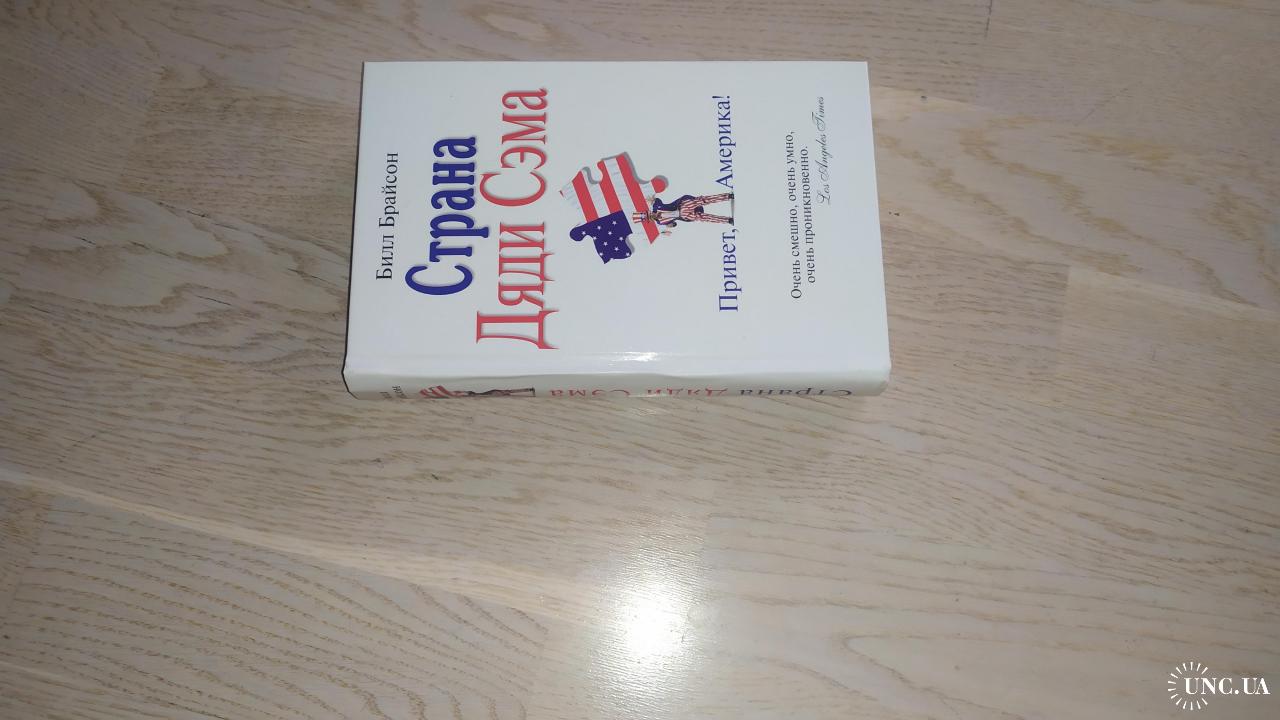 Билл Брайсон
Страна
Дяди Сэма
Привет, Америка!
Очень смешно, очень умно,
очень проникновенно.
Los Angeles Times
Страна Дяди Сэма
UNC.UA